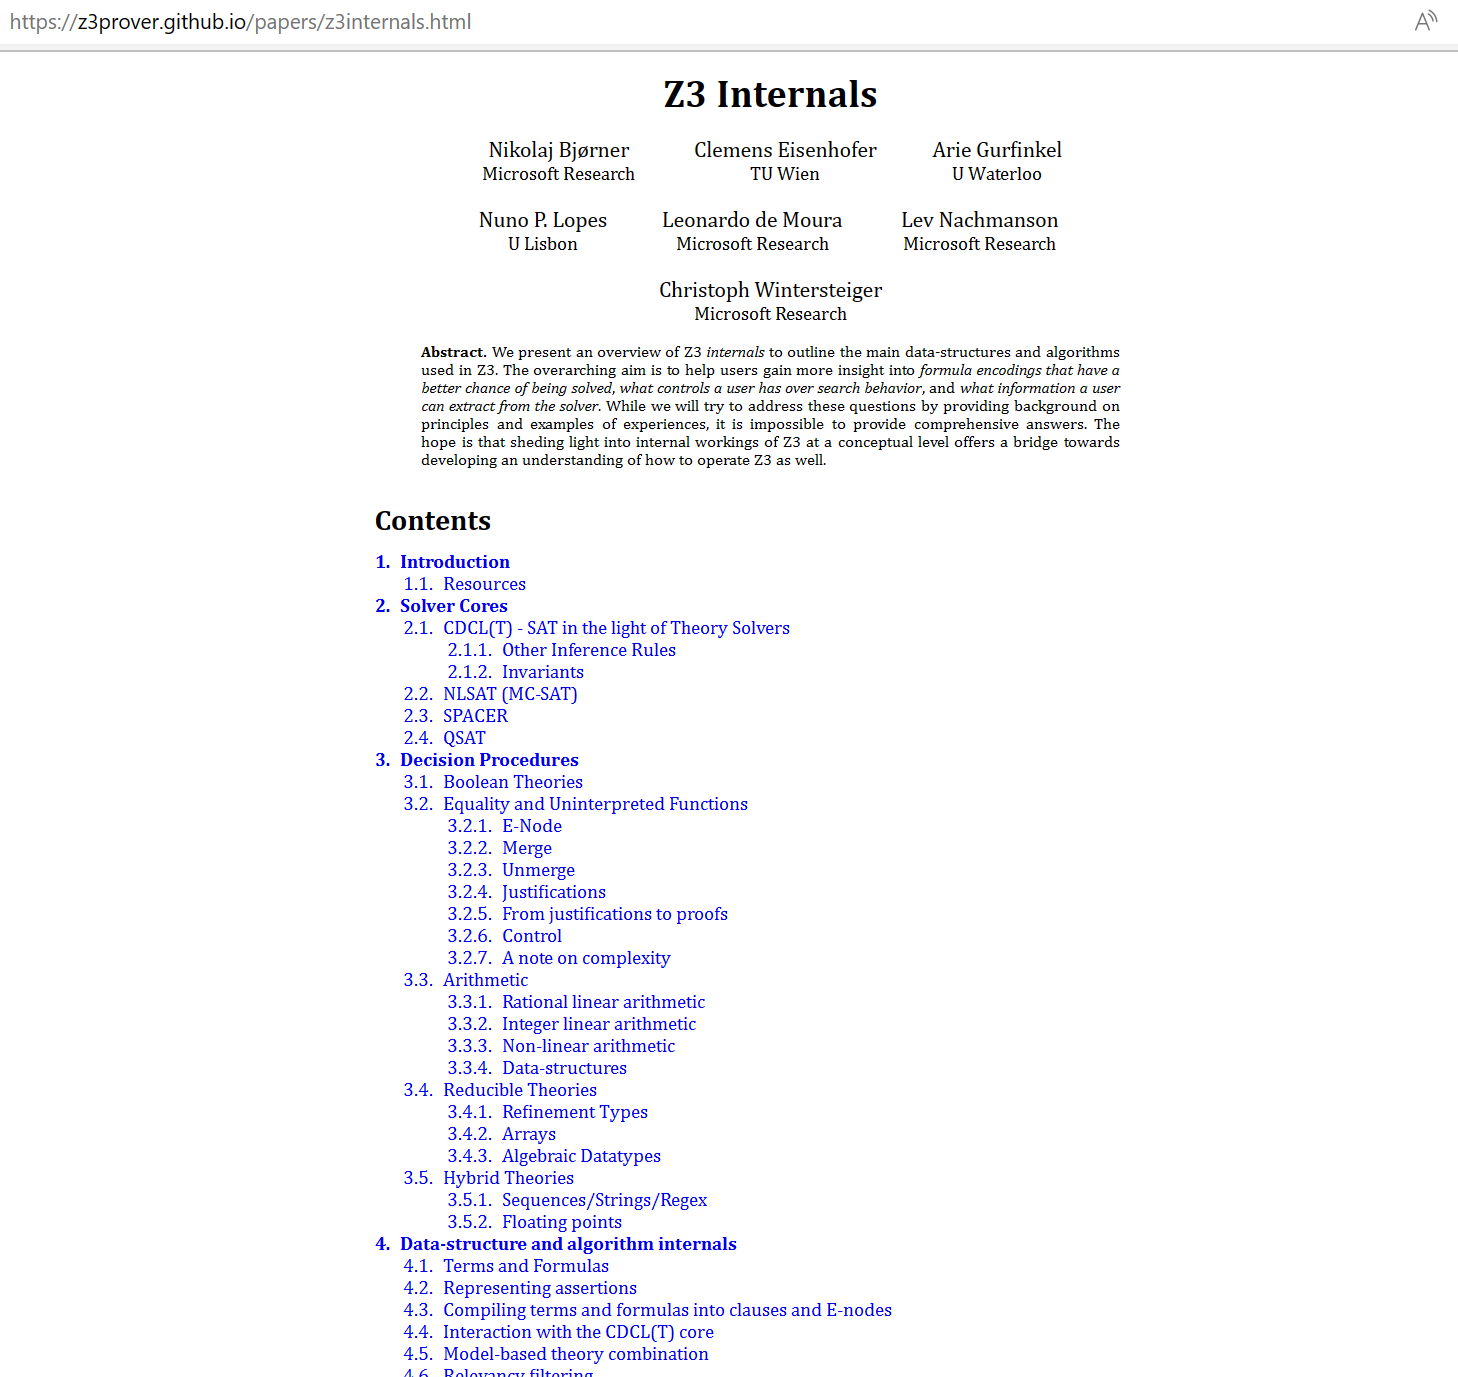 https://z3prover.github.io/papers/z3internals.html
Z3 Internals
Nikolaj Bjørner Clemens Eisenhofer Arie Gurfinkel
Microsoft Research TU Wien U Waterloo
Nuno P. Lopes Leonardo de Moura Lev Nachmanson
U Lisbon Microsoft Research Microsoft Research
Christoph Wintersteiger
Microsoft Research
Abstract. We present an overview of Z3 internals to outline the main data-structures and algorithms
used in Z3. The overarching aim is to help users gain more insight into formula encodings that have a
better chance of being solved, what controls a user has over search behavior, and what information a user
can extract from the solver. While we will try to address these questions by providing background on
principles and examples of experiences, it is impossible to provide comprehensive answers. The
hope is that sheding light into internal workings of Z3 at a conceptual level offers a bridge towards
developing an understanding of how to operate Z3 as well.
Contents
1. Introduction
1.1. Resources
2. Solver Cores
2.1. CDCL(T) - SAT in the light of Theory Solvers
2.1.1. Other Inference Rules
2.1.2. Invariants
2.2. NLSAT (MC-SAT)
2.3. SPACER
2.4. QSAT
3. Decision Procedures
3.1. Boolean Theories
3.2. Equality and Uninterpreted Functions
3.2.1. E-Node
3.2.2. Merge
3.2.3. Unmerge
3.2.4. Justifications
3.2.5. From justifications to proofs
3.2.6. Control
3.2.7. A note on complexity
3.3. Arithmetic
3.3.1. Rational linear arithmetic
3.3.2. Integer linear arithmetic
3.3.3. Non-linear arithmetic
3.3.4. Data-structures
3.4. Reducible Theories
3.4.1. Refinement Types
3.4.2. Arrays
3.4.3. Algebraic Datatypes
3.5. Hybrid Theories
3.5.1. Sequences/Strings/Regex
3.5.2. Floating points
4. Data-structure and algorithm internals
4.1. Terms and Formulas
4.2. Representing assertions
4.3. Compiling terms and formulas into clauses and E-nodes
4.4. Interaction with the CDCL(T) core
4.5. Model-based theory combination
4.6. Relevancy filtering